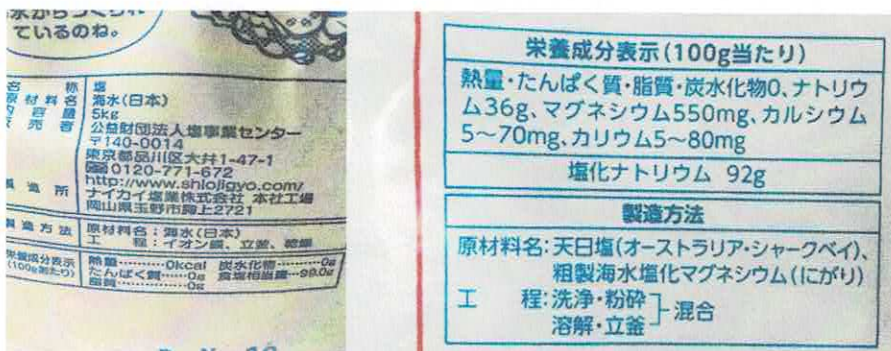 ているのね。
名 称 塩
原材料名 海水(日本)
内容量 5kg
販売者 公益財団法人塩事業センター
〒140-0014
東京都品川区大井1-47-1
0120-771-672
http://www.shiojigyo.com/
製造所 ナイカイ塩業株式会社 本社工場
岡山県玉野市胸上2721
製造方法 原材料名:海水(日本)
工 程:イオン膜、立釜、乾燥
栄養成分表示 熱量………0kcal 炭水化物………0g
(100g当たり) たんぱく質……0g 食塩相当量…99.0g
脂質………0g
栄養成分表示(100g当たり)
熱量・たんぱく質・脂質・炭水化物0、ナトリウ
ム36g、マグネシウム550mg、カルシウム
5~70mg、カリウム5~80mg
塩化ナトリウム 92g
製造方法
原材料名:天日塩(オーストラリア・シャークベイ)、
粗製海水塩化マグネシウム((にがり)
工 程:洗浄・粉砕
溶解・立釜
混合